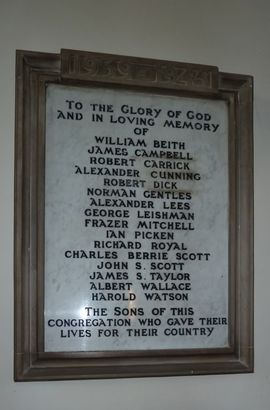 1939 - 1945
TO THE GLORY OF GOD
AND IN LOVING MEMORY
OF
WILLIAM BEITH
JAMES CAMPBELL
ROBERT CARRICK
ALEXANDER CUNNING
ROBERT DICK
NORMAN GENTLES
ALEXANDER LEES
GEORGE LEISHMAN
FRAZER MITCHELL
IAN PICKEN
RICHARD ROYAL
CHARLES BERRIE SCOTT
JOHN S. SCOTT
JAMES S. TAYLOR
ALBERT WALLACE
HAROLD WATSON
THE SONS OF THIS
CONGREGATION WHO GAVE THEIR
LIVES FOR THEIR COUNTRY